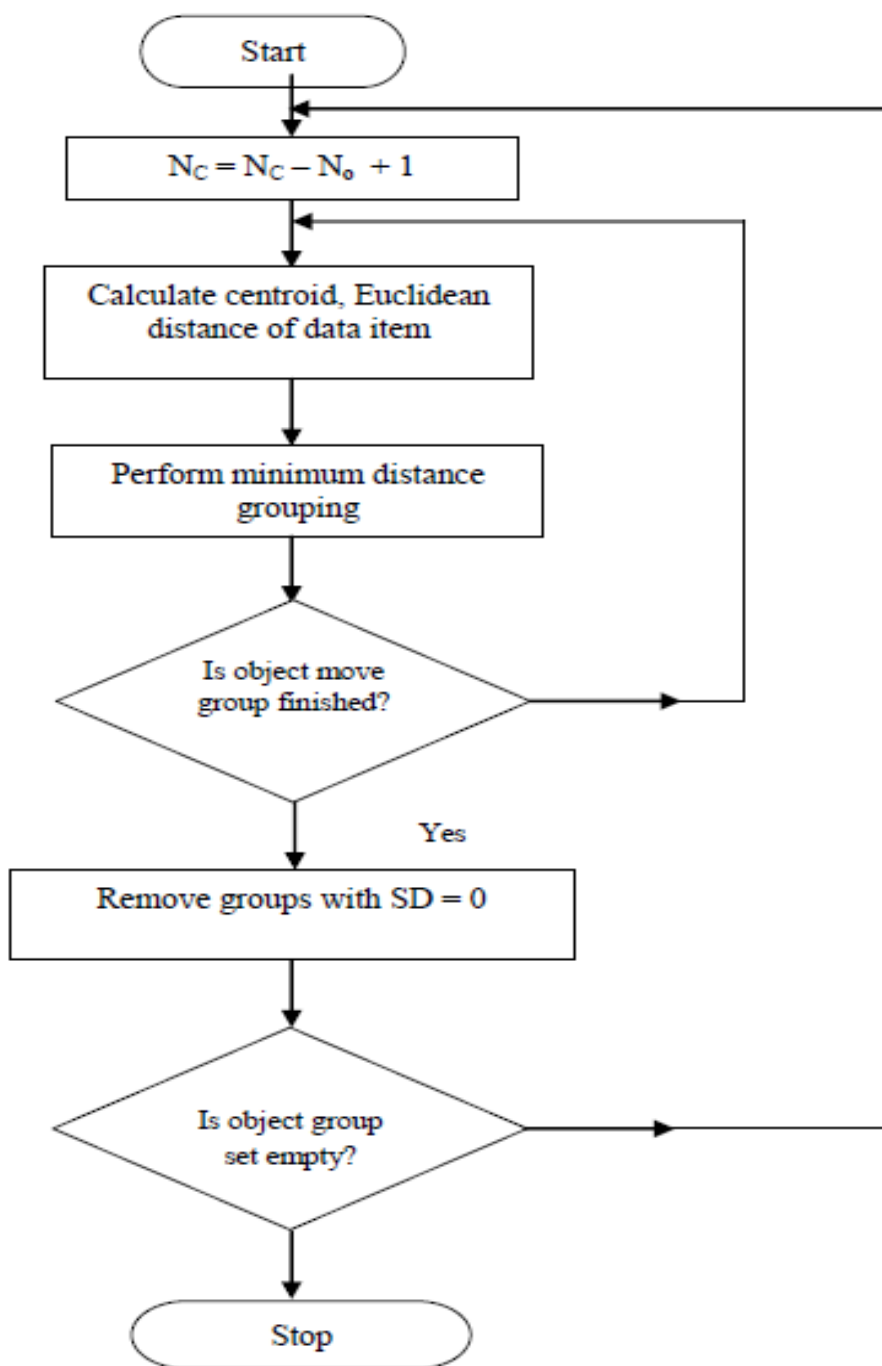 Start
N_C = N_C – N_o + 1
Calculate centroid, Euclidean
distance of data item
Perform minimum distance
grouping
Is object move
group finished?
Yes
Remove groups with SD = 0
Is object group
set empty?
Stop